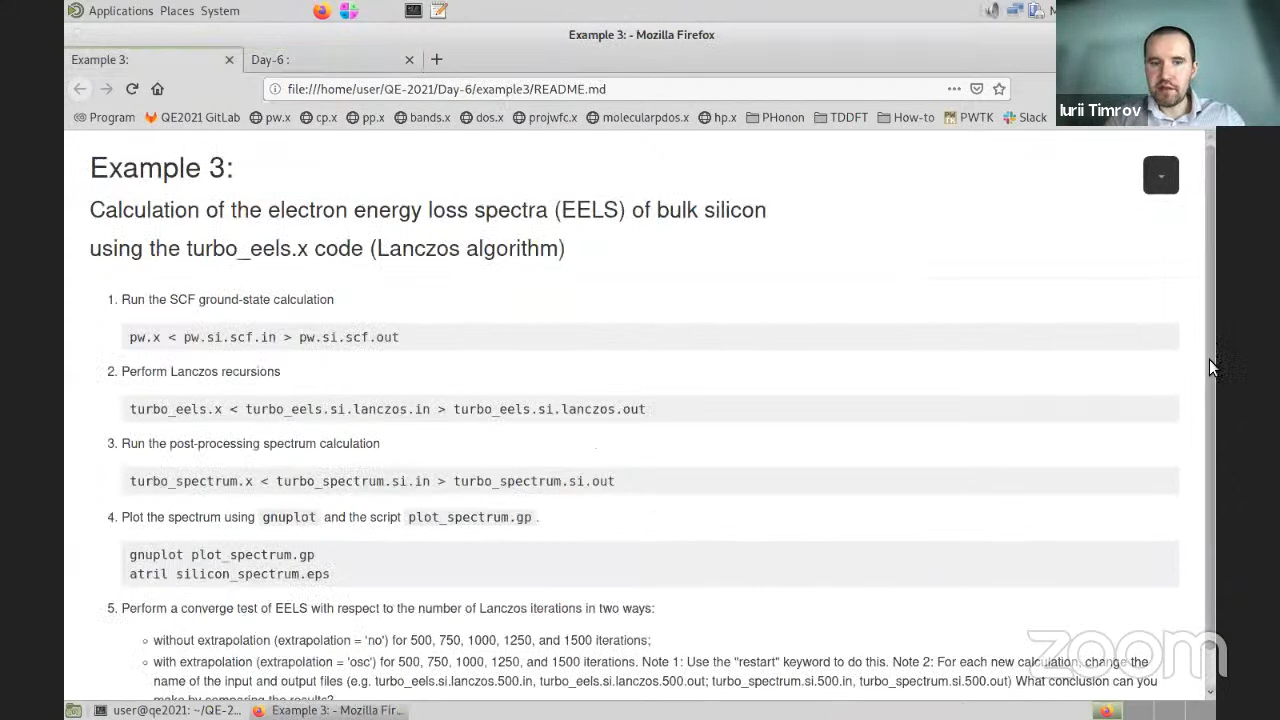 Applications Places System
Example 3: - Mozilla Firefox
Example 3:
Day-6 :
file:///home/user/QE-2021/Day-6/example3/README.md
Iurii Timrov
Program QE2021 GitLab pw.x cp.x pp.x bands.x dos.x projwfc.x molecularpdos.x hp.x PHonon TDDFT How-to PWTK Slack
Example 3:
Calculation of the electron energy loss spectra (EELS) of bulk silicon
using the turbo_eels.x code (Lanczos algorithm)
1. Run the SCF ground-state calculation
pw.x < pw.si.scf.in > pw.si.scf.out
2. Perform Lanczos recursions
turbo_eels.x < turbo_eels.si.lanczos.in > turbo_eels.si.lanczos.out
3. Run the post-processing spectrum calculation
turbo_spectrum.x < turbo_spectrum.si.in > turbo_spectrum.si.out
4. Plot the spectrum using gnuplot and the script plot_spectrum.gp .
gnuplot plot_spectrum.gp
atril silicon_spectrum.eps
5. Perform a converge test of EELS with respect to the number of Lanczos iterations in two ways:
without extrapolation (extrapolation = 'no') for 500, 750, 1000, 1250, and 1500 iterations;
with extrapolation (extrapolation = 'osc') for 500, 750, 1000, 1250, and 1500 iterations. Note 1: Use the "restart" keyword to do this. Note 2: For each new calculation, change the
name of the input and output files (e.g. turbo_eels.si.lanczos.500.in, turbo_eels.si.lanczos.500.out; turbo_spectrum.si.500.in, turbo_spectrum.si.500.out) What conclusion can you
make by comparing the results?
zoom
user@qe2021: ~/QE-2...
Example 3: - Mozilla Fir...